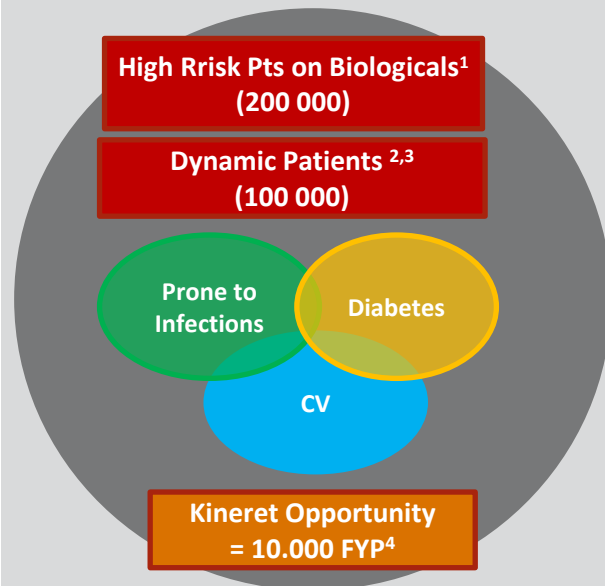 High Rrisk Pts on Biologicals¹
(200 000)
Dynamic Patients ²,³
(100 000)
Prone to
Infections
Diabetes
CV
Kineret Opportunity
= 10.000 FYP⁴